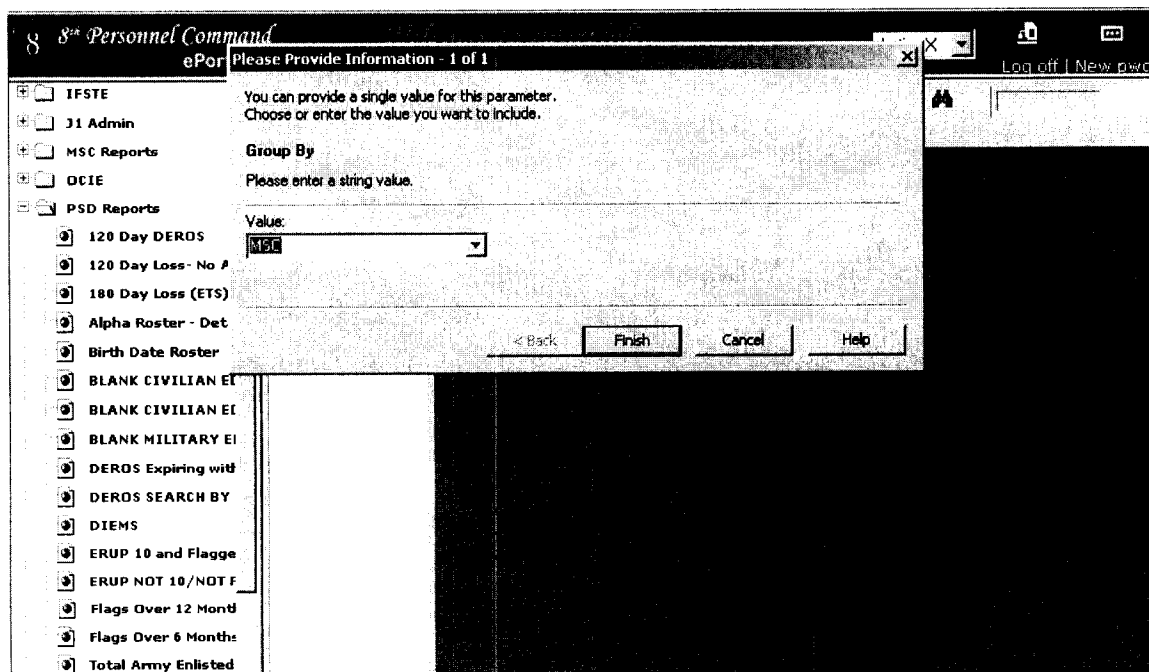 8 8th Personnel Command
ePor
Log off | New pwd
IFSTE
J1 Admin
MSC Reports
OCIE
PSD Reports
120 Day DEROS
120 Day Loss- No A
180 Day Loss (ETS)
Alpha Roster - Det
Birth Date Roster
BLANK CIVILIAN
BLANK CIVILIAN
BLANK MILITARY
DEROS Expiring with
DEROS SEARCH BY
DIEMS
ERUP 10 and Flagge
ERUP NOT 10/NOT F
Flags Over 12 Month
Flags Over 6 Months
Total Army Enlisted
Please Provide Information - 1 of 1
You can provide a single value for this parameter.
Choose or enter the value you want to include.
Group By
Please enter a string value.
Value:
MSC
< Back Finish Cancel Help